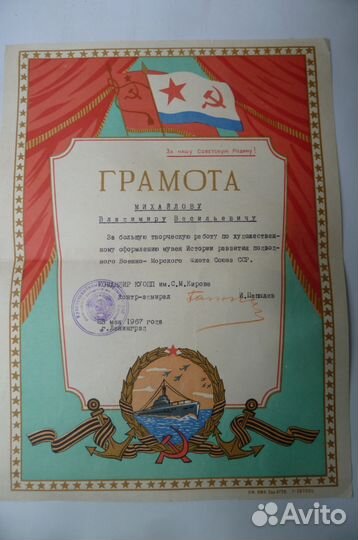 За нашу Советскую Родину!
ГРАМОТА
МИХАЙЛОВУ
Владимиру Васильевичу
За большую творческую работу по художествен-
ному оформлению музея Истории развития подвод-
ного Военно-Морского Флота Союза ССР.
КОМАНДИР КУОПП им.С.М.Кирова
Контр-адмирал
мая 1967 года
г.Ленинград
Avito